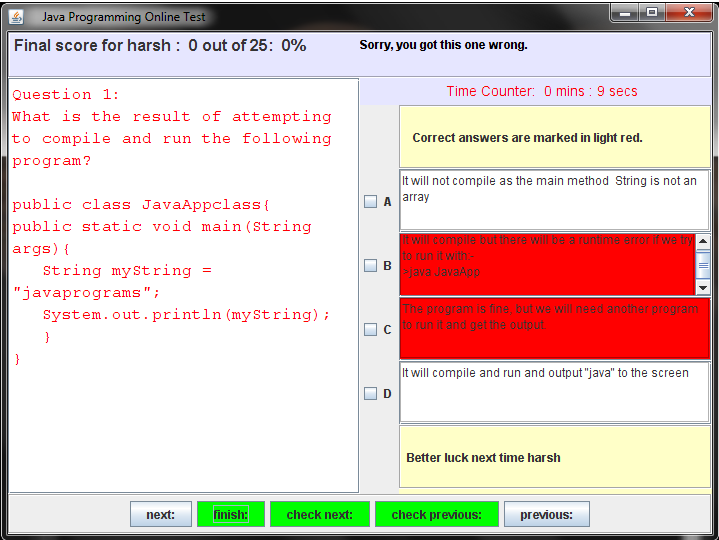 Java Programming Online Test
Final score for harsh :  0 out of 25:  0%
Sorry, you got this one wrong.
Question 1:
What is the result of attempting
to compile and run the following
program?
public class JavaAppclass{
public static void main(String
args){
String myString =
"javaprograms";
System.out.println(myString);
}
}
Time Counter:  0 mins : 9 secs
Correct answers are marked in light red.
A
It will not compile as the main method  String is not an
array
B
It will compile but there will be a runtime error if we try
to run it with -
>java JavaApp
C
The program is fine, but we will need another program
to run it and get the output.
D
It will compile and run and output "java" to the screen
Better luck next time harsh
next:
finish:
check next:
check previous:
previous: